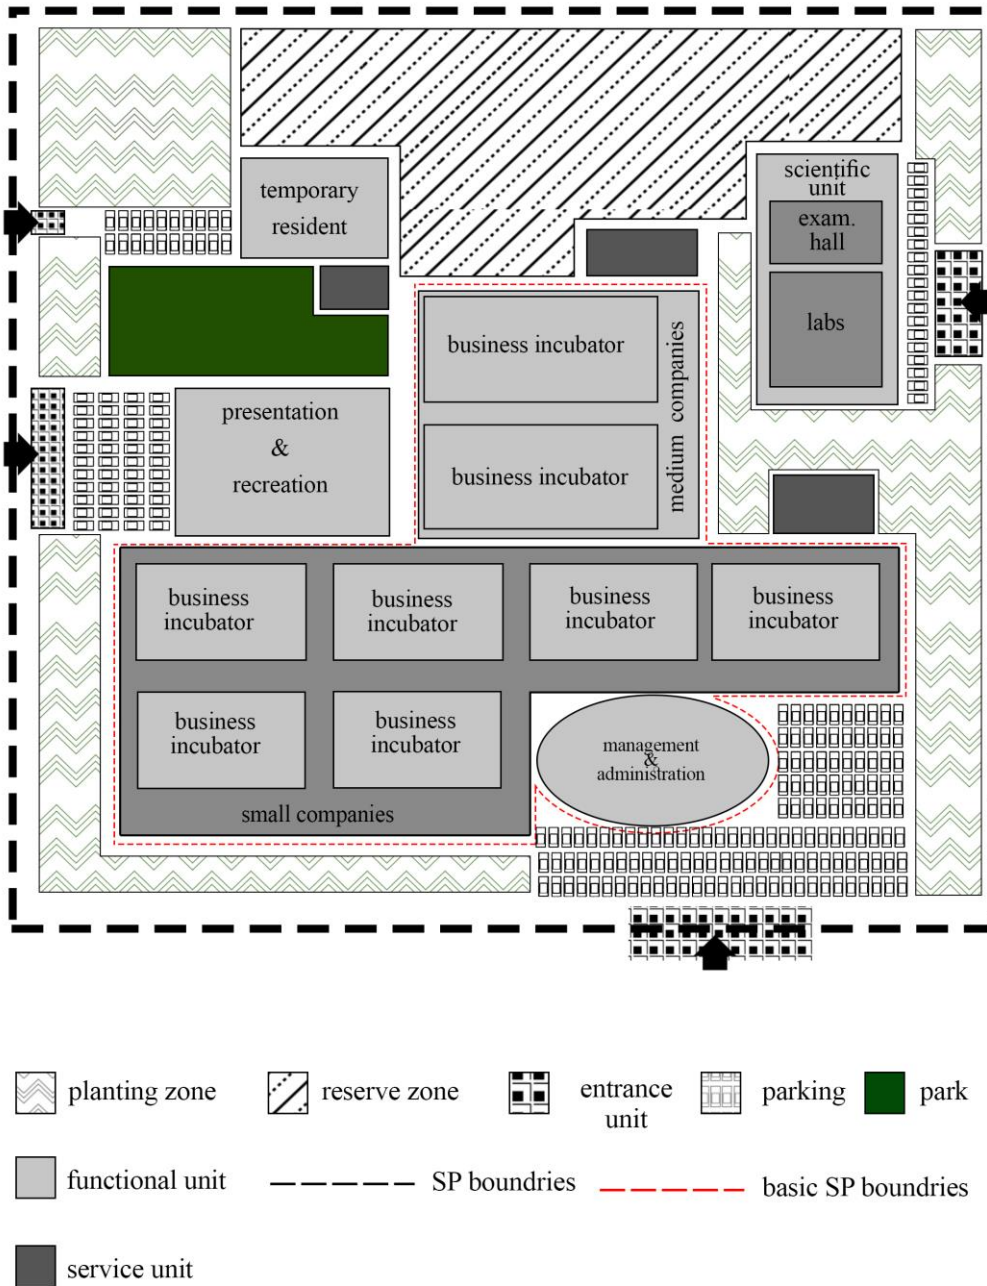 temporary
resident
scientific
unit
exam.
hall
labs
business incubator
business incubator
medium companies
presentation
&
recreation
business
incubator
business
incubator
business
incubator
business
incubator
business
incubator
business
incubator
small companies
management
&
administration
planting zone
reserve zone
entrance
unit
parking
park
functional unit
SP boundries
basic SP boundries
service unit